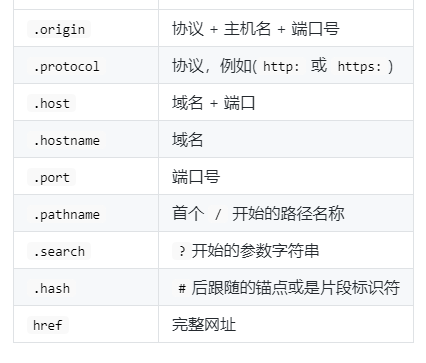 .origin 协议 + 主机名 + 端口号
.protocol 协议，例如( http: 或 https: )
.host 域名 + 端口
.hostname 域名
.port 端口号
.pathname 首个 / 开始的路径名称
.search ? 开始的参数字符串
.hash # 后跟随的锚点或是片段标识符
href 完整网址